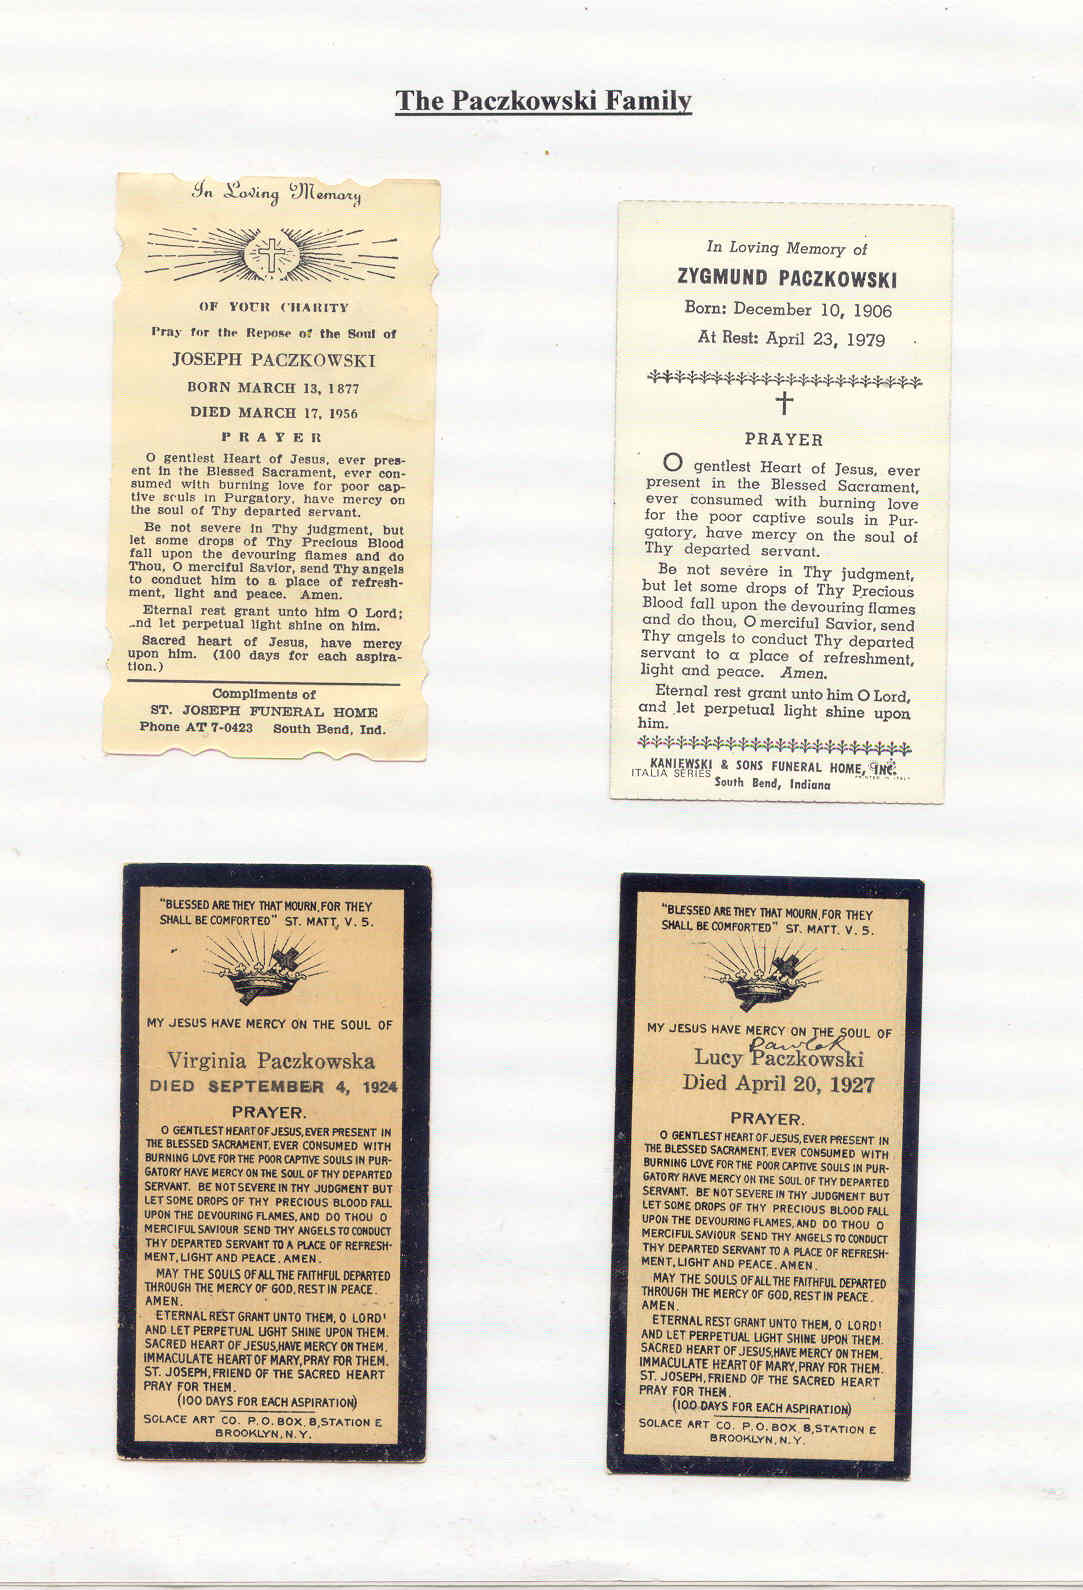 The Paczkowski Family
In Loving Memory
OF YOUR CHARITY
Pray for the Repose of the Soul of
JOSEPH PACZKOWSKI
BORN MARCH 13, 1877
DIED MARCH 17, 1956
PRAYER
O gentlest Heart of Jesus, ever pres-
ent in the Blessed Sacrament, ever con-
sumed with burning love for poor cap-
tive souls in Purgatory, have mercy on
the soul of Thy departed servant.
Be not severe in Thy judgment, but
let some drops of Thy Precious Blood
fall upon the devouring flames and do
Thou, O merciful Savior, send Thy angels
to conduct him to a place of refresh-
ment, light and peace. Amen.
Eternal rest grant unto him O Lord;
and let perpetual light shine on him.
Sacred heart of Jesus, have mercy
upon him. (100 days for each aspira-
tion.)
Compliments of
ST. JOSEPH FUNERAL HOME
Phone AT 7-0423 South Bend, Ind.
In Loving Memory of
ZYGMUND PACZKOWSKI
Born: December 10, 1906
At Rest: April 23, 1979
PRAYER
O gentlest Heart of Jesus, ever
present in the Blessed Sacrament,
ever consumed with burning love
for the poor captive souls in Pur-
gatory, have mercy on the soul of
Thy departed servant.
Be not severe in Thy judgment,
but let some drops of Thy Precious
Blood fall upon the devouring flames
and do thou, O merciful Savior, send
Thy angels to conduct Thy departed
servant to a place of refreshment,
light and peace. Amen.
Eternal rest grant unto him O Lord,
and let perpetual light shine upon
him.
KANIEWSKI & SONS FUNERAL HOME, INC.
ITALIA SERIES
PRINTED IN ITALY
South Bend, Indiana
"BLESSED ARE THEY THAT MOURN, FOR THEY
SHALL BE COMFORTED" ST. MATT, V. 5.
MY JESUS HAVE MERCY ON THE SOUL OF
Virginia Paczkowska
DIED SEPTEMBER 4, 1924
PRAYER.
O GENTLEST HEART OF JESUS, EVER PRESENT IN
THE BLESSED SACRAMENT, EVER CONSUMED WITH
BURNING LOVE FOR THE POOR CAPTIVE SOULS IN PUR-
GATORY HAVE MERCY ON THE SOUL OF THY DEPARTED
SERVANT. BE NOT SEVERE IN THY JUDGMENT BUT
LET SOME DROPS OF THY PRECIOUS BLOOD FALL
UPON THE DEVOURING FLAMES, AND DO THOU O
MERCIFUL SAVIOUR SEND THY ANGELS TO CONDUCT
THY DEPARTED SERVANT TO A PLACE OF REFRESH-
MENT, LIGHT AND PEACE. AMEN.
MAY THE SOULS OF ALL THE FAITHFUL DEPARTED
THROUGH THE MERCY OF GOD, REST IN PEACE.
AMEN.
ETERNAL REST GRANT UNTO THEM, O LORD!
AND LET PERPETUAL LIGHT SHINE UPON THEM.
SACRED HEART OF JESUS, HAVE MERCY ON THEM.
IMMACULATE HEART OF MARY, PRAY FOR THEM.
ST. JOSEPH, FRIEND OF THE SACRED HEART
PRAY FOR THEM.
(100 DAYS FOR EACH ASPIRATION)
SOLACE ART CO. P.O. BOX. 8, STATION E
BROOKLYN, N.Y.
"BLESSED ARE THEY THAT MOURN, FOR THEY
SHALL BE COMFORTED" ST. MATT. V. 5.
MY JESUS HAVE MERCY ON THE SOUL OF
Pawlak
Lucy Paczkowski
Died April 20, 1927
PRAYER.
O GENTLEST HEART OF JESUS, EVER PRESENT IN
THE BLESSED SACRAMENT, EVER CONSUMED WITH
BURNING LOVE FOR THE POOR CAPTIVE SOULS IN PUR-
GATORY HAVE MERCY ON THE SOUL OF THY DEPARTED
SERVANT. BE NOT SEVERE IN THY JUDGMENT BUT
LET SOME DROPS OF THY PRECIOUS BLOOD FALL
UPON THE DEVOURING FLAMES, AND DO THOU O
MERCIFUL SAVIOUR SEND THY ANGELS TO CONDUCT
THY DEPARTED SERVANT TO A PLACE OF REFRESH-
MENT, LIGHT AND PEACE. AMEN.
MAY THE SOULS OF ALL THE FAITHFUL DEPARTED
THROUGH THE MERCY OF GOD, REST IN PEACE.
AMEN.
ETERNAL REST GRANT UNTO THEM, O LORD!
AND LET PERPETUAL LIGHT SHINE UPON THEM.
SACRED HEART OF JESUS, HAVE MERCY ON THEM.
IMMACULATE HEART OF MARY, PRAY FOR THEM.
ST. JOSEPH, FRIEND OF THE SACRED HEART
PRAY FOR THEM.
(100 DAYS FOR EACH ASPIRATION)
SOLACE ART CO. P.O. BOX 8, STATION E
BROOKLYN, N.Y.